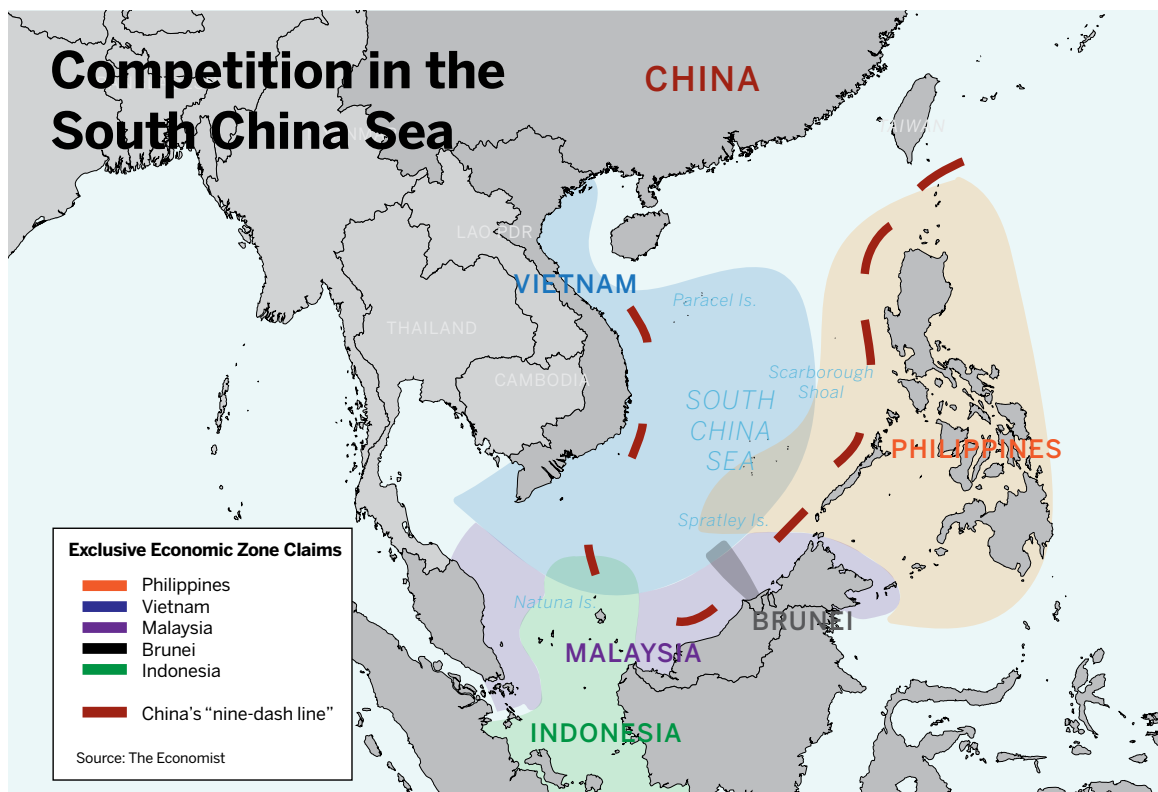 Competition in the
South China Sea
CHINA
TAIWAN
LAO PDR
VIETNAM
Paracel Is.
THAILAND
CAMBODIA
Scarborough
Shoal
SOUTH
CHINA
SEA
PHILIPPINES
Spratley Is.
Natuna Is.
BRUNEI
MALAYSIA
INDONESIA
Exclusive Economic Zone Claims
Philippines
Vietnam
Malaysia
Brunei
Indonesia
China's “nine-dash line”
Source: The Economist